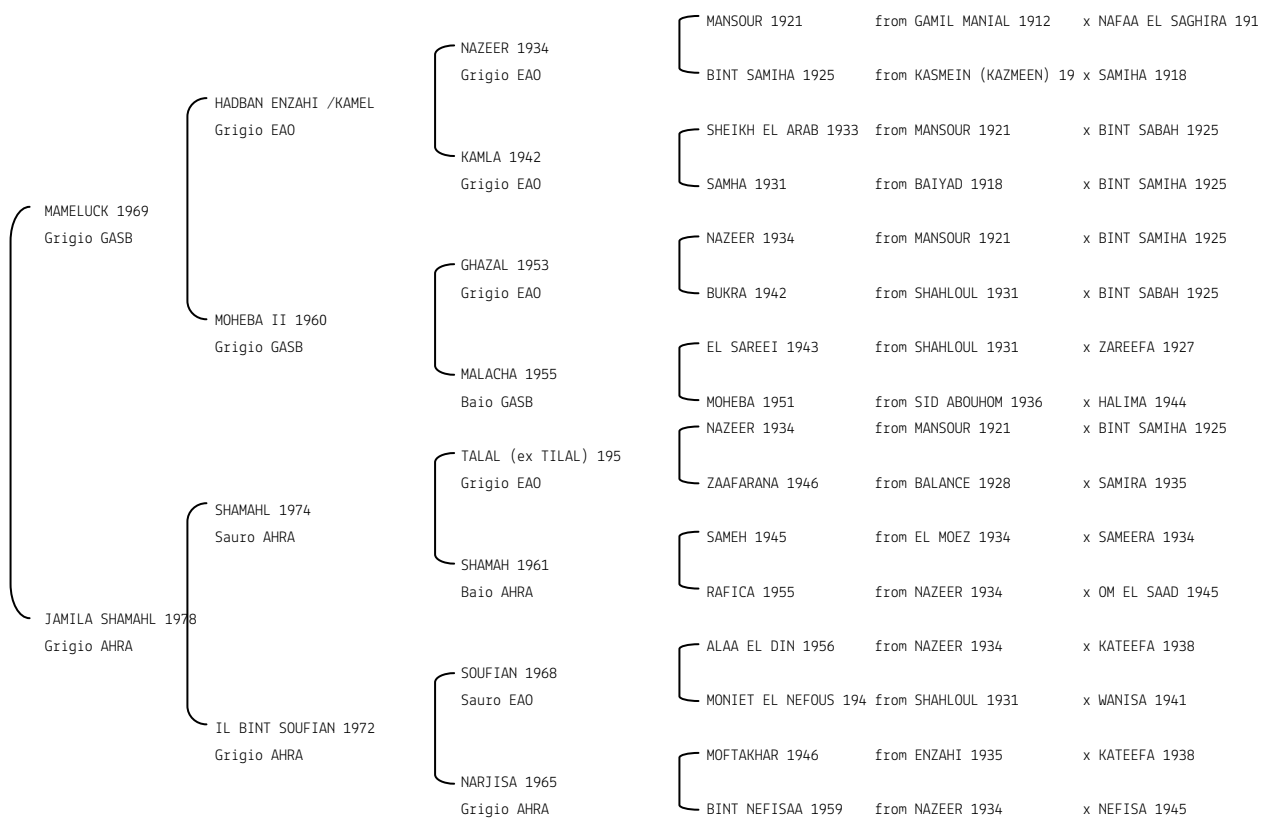 MANSOUR 1921 from GAMIL MANIAL 1912 x NAFAA EL SAGHIRA 191
NAZEER 1934
Grigio EAO
BINT SAMIHA 1925 from KASMEIN (KAZMEEN) 19 x SAMIHA 1918
HADBAN ENZAHI /KAMEL
Grigio EAO
SHEIKH EL ARAB 1933 from MANSOUR 1921 x BINT SABAH 1925
KAMLA 1942
Grigio EAO
SAMHA 1931 from BAIYAD 1918 x BINT SAMIHA 1925
MAMELUCK 1969
Grigio GASB
NAZEER 1934 from MANSOUR 1921 x BINT SAMIHA 1925
GHAZAL 1953
Grigio EAO
BUKRA 1942 from SHAHLOUL 1931 x BINT SABAH 1925
MOHEBA II 1960
Grigio GASB
EL SAREEI 1943 from SHAHLOUL 1931 x ZAREEFA 1927
MALACHA 1955
Baio GASB
MOHEBA 1951 from SID ABOUHOM 1936 x HALIMA 1944
NAZEER 1934 from MANSOUR 1921 x BINT SAMIHA 1925
TALAL (ex TILAL) 195
Grigio EAO
ZAAFARANA 1946 from BALANCE 1928 x SAMIRA 1935
SHAMAHL 1974
Sauro AHRA
SAMEH 1945 from EL MOEZ 1934 x SAMEERA 1934
SHAMAH 1961
Baio AHRA
RAFICA 1955 from NAZEER 1934 x OM EL SAAD 1945
JAMILA SHAMAHL 1978
Grigio AHRA
ALAA EL DIN 1956 from NAZEER 1934 x KATEEFA 1938
SOUFIAN 1968
Sauro EAO
MONIET EL NEFOUS 194 from SHAHLOUL 1931 x WANISA 1941
IL BINT SOUFIAN 1972
Grigio AHRA
MOFTAKHAR 1946 from ENZAHI 1935 x KATEEFA 1938
NARJISA 1965
Grigio AHRA
BINT NEFISAA 1959 from NAZEER 1934 x NEFISA 1945